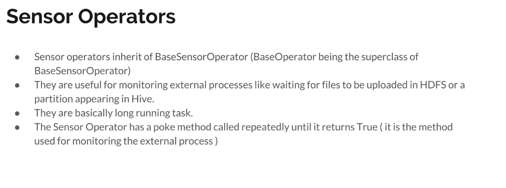 Sensor Operators
● Sensor operators inherit of BaseSensorOperator (BaseOperator being the superclass of
BaseSensorOperator)
● They are useful for monitoring external processes like waiting for files to be uploaded in HDFS or a
partition appearing in Hive.
● They are basically long running task.
● The Sensor Operator has a poke method called repeatedly until it returns True ( it is the method
used for monitoring the external process )